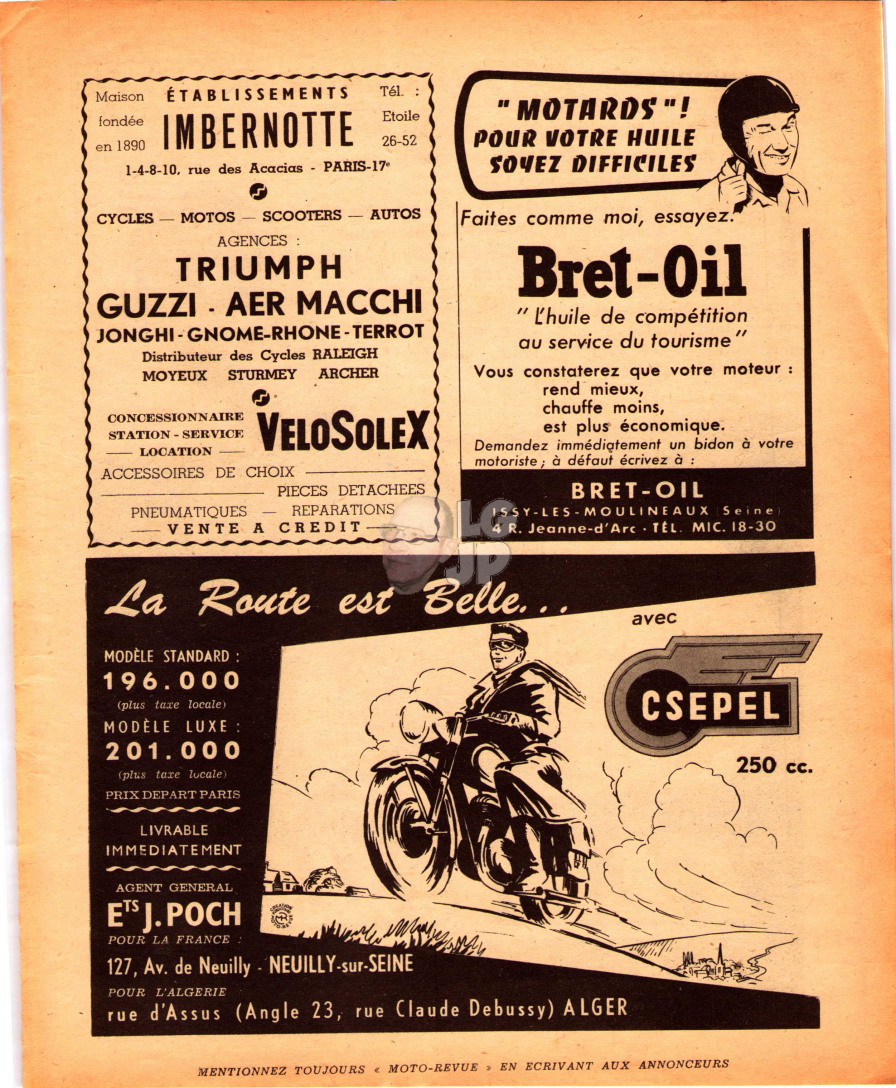 Maison fondée en 1890
ÉTABLISSEMENTS
IMBERNOTTE
Tél. : Etoile 26-52
1-4-8-10, rue des Acacias - PARIS-17e
CYCLES — MOTOS — SCOOTERS — AUTOS
AGENCES :
TRIUMPH
GUZZI - AER MACCHI
JONGHI - GNOME-RHONE - TERROT
Distributeur des Cycles RALEIGH
MOYEUX STURMEY ARCHER
CONCESSIONNAIRE
STATION - SERVICE
LOCATION
VELOSOLEX
ACCESSOIRES DE CHOIX
PIECES DETACHEES
PNEUMATIQUES - REPARATIONS
VENTE A CREDIT
" MOTARDS " !
POUR VOTRE HUILE
SOYEZ DIFFICILES
Faites comme moi, essayez.
Bret-Oil
" L'huile de compétition
au service du tourisme "
Vous constaterez que votre moteur :
rend mieux,
chauffe moins,
est plus économique.
Demandez immédiatement un bidon à votre
motoriste ; à défaut écrivez à :
BRET-OIL
ISSY-LES-MOULINEAUX (Seine)
4 R. Jeanne-d'Arc - TÉL. MIC. 18-30
LG
JP
La Route est Belle...
avec
CSEPEL
250 cc.
MODÈLE STANDARD :
196.000
(plus taxe locale)
MODÈLE LUXE :
201.000
(plus taxe locale)
PRIX DEPART PARIS
LIVRABLE
IMMEDIATEMENT
AGENT GENERAL
ETS J. POCH
POUR LA FRANCE :
127, Av. de Neuilly - NEUILLY-sur-SEINE
POUR L'ALGERIE
rue d'Assus (Angle 23, rue Claude Debussy) ALGER
MENTIONNEZ TOUJOURS « MOTO-REVUE » EN ECRIVANT AUX ANNONCEURS